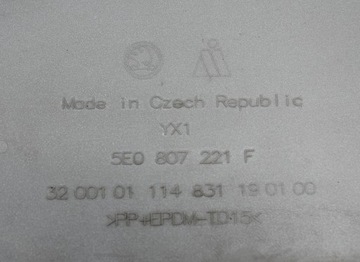 Made in Czech Republic
YX1
5E0 807 221 F
32 001 01 114 831 19 01 00
>PP+EPDM-TD15<